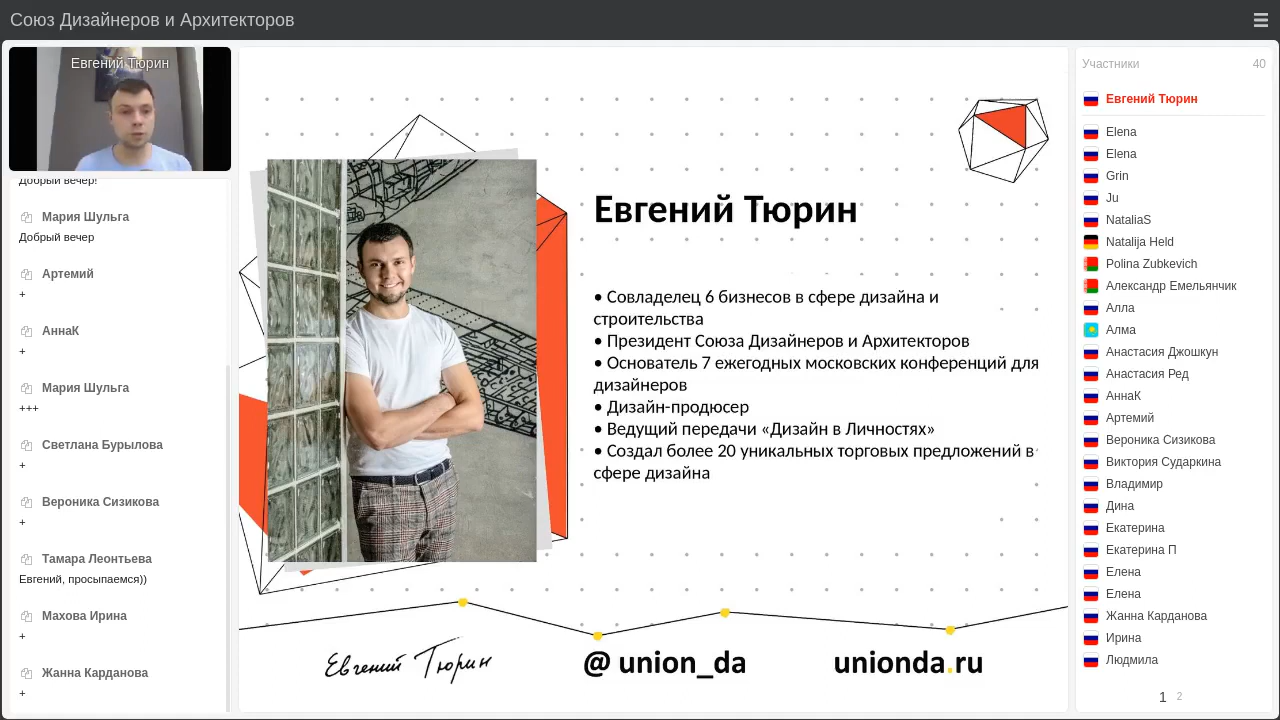 Союз Дизайнеров и Архитекторов
Евгений Тюрин
Добрый вечер!
Мария Шульга
Добрый вечер
Артемий
+
АннаК
+
Мария Шульга
+++
Светлана Бурылова
+
Вероника Сизикова
+
Тамара Леонтьева
Евгений, просыпаемся))
Махова Ирина
+
Жанна Карданова
+
Евгений Тюрин
• Совладелец 6 бизнесов в сфере дизайна и
строительства
• Президент Союза Дизайнеров и Архитекторов
• Основатель 7 ежегодных московских конференций для
дизайнеров
• Дизайн-продюсер
• Ведущий передачи «Дизайн в Личностях»
• Создал более 20 уникальных торговых предложений в
сфере дизайна
Евгений Тюрин
@ union_da
unionda.ru
Участники 40
Евгений Тюрин
Elena
Elena
Grin
Ju
NataliaS
Natalija Held
Polina Zubkevich
Александр Емельянчик
Алла
Алма
Анастасия Джошкун
Анастасия Ред
АннаК
Артемий
Вероника Сизикова
Виктория Сударкина
Владимир
Дина
Екатерина
Екатерина П
Елена
Елена
Жанна Карданова
Ирина
Людмила
1 2